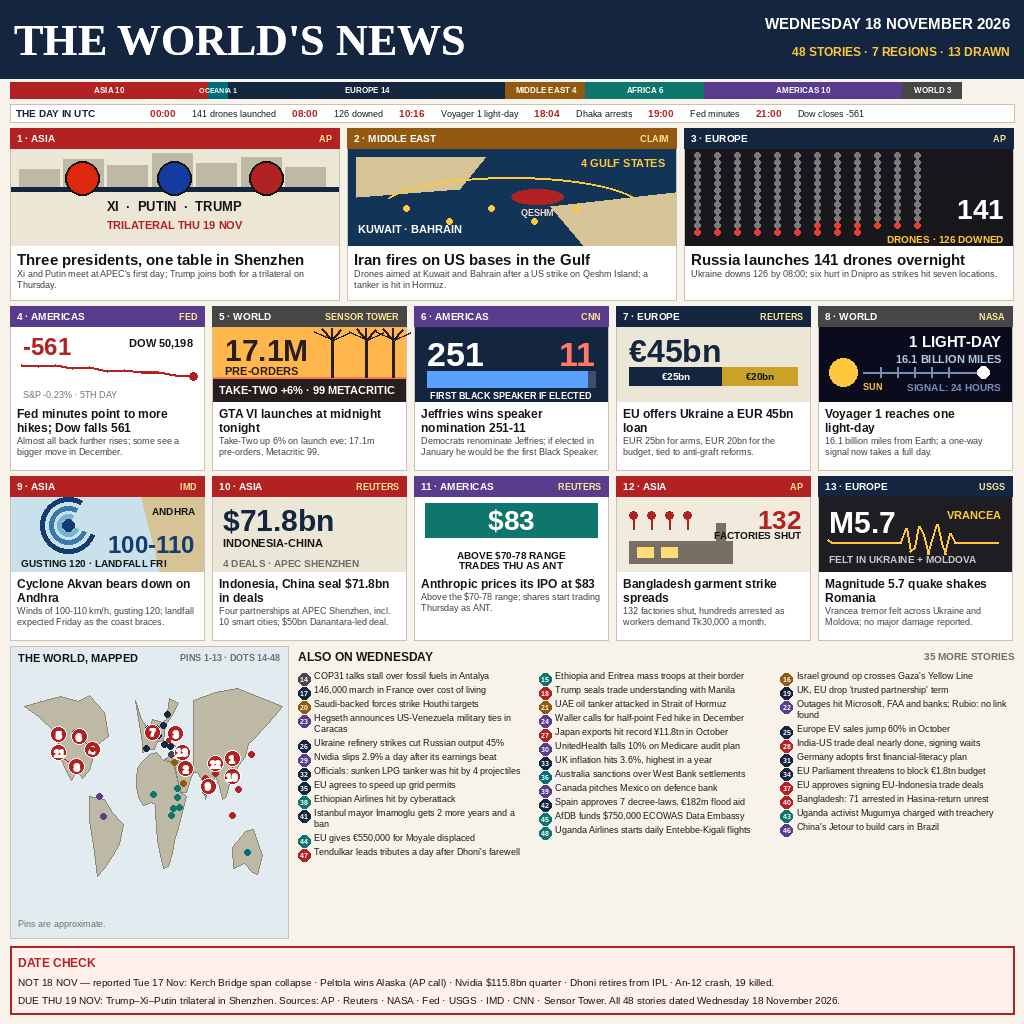 THE WORLD'S NEWS
WEDNESDAY 18 NOVEMBER 2026
48 STORIES · 7 REGIONS · 13 DRAWN
ASIA 10
OCEANIA 1
EUROPE 14
MIDDLE EAST 4
AFRICA 6
AMERICAS 10
WORLD 3
THE DAY IN UTC
00:00 141 drones launched
08:00 126 downed
10:16 Voyager 1 light-day
18:04 Dhaka arrests
19:00 Fed minutes
21:00 Dow closes -561
1 · ASIA
AP
XI · PUTIN · TRUMP
TRILATERAL THU 19 NOV
Three presidents, one table in Shenzhen
Xi and Putin meet at APEC's first day; Trump joins both for a trilateral on
Thursday.
2 · MIDDLE EAST
CLAIM
4 GULF STATES
QESHM
KUWAIT · BAHRAIN
Iran fires on US bases in the Gulf
Drones aimed at Kuwait and Bahrain after a US strike on Qeshm Island; a
tanker is hit in Hormuz.
3 · EUROPE
AP
141
DRONES · 126 DOWNED
Russia launches 141 drones overnight
Ukraine downs 126 by 08:00; six hurt in Dnipro as strikes hit seven locations.
4 · AMERICAS
FED
-561
DOW 50,198
S&P -0.23% · 5TH DAY
Fed minutes point to more
hikes; Dow falls 561
Almost all back further rises; some see a
bigger move in December.
5 · WORLD
SENSOR TOWER
17.1M
PRE-ORDERS
TAKE-TWO +6% · 99 METACRITIC
GTA VI launches at midnight
tonight
Take-Two up 6% on launch eve; 17.1m
pre-orders, Metacritic 99.
6 · AMERICAS
CNN
251
11
FIRST BLACK SPEAKER IF ELECTED
Jeffries wins speaker
nomination 251-11
Democrats renominate Jeffries; if elected in
January he would be the first Black Speaker.
7 · EUROPE
REUTERS
€45bn
€25bn
€20bn
EU offers Ukraine a EUR 45bn
loan
EUR 25bn for arms, EUR 20bn for the
budget, tied to anti-graft reforms.
8 · WORLD
NASA
1 LIGHT-DAY
16.1 BILLION MILES
SUN
SIGNAL: 24 HOURS
Voyager 1 reaches one
light-day
16.1 billion miles from Earth; a one-way
signal now takes a full day.
9 · ASIA
IMD
ANDHRA
100-110
GUSTING 120 · LANDFALL FRI
Cyclone Akvan bears down on
Andhra
Winds of 100-110 km/h, gusting 120; landfall
expected Friday as the coast braces.
10 · ASIA
REUTERS
$71.8bn
INDONESIA-CHINA
4 DEALS · APEC SHENZHEN
Indonesia, China seal $71.8bn
in deals
Four partnerships at APEC Shenzhen, incl.
10 smart cities; $50bn Danantara-led deal.
11 · AMERICAS
REUTERS
$83
ABOVE $70-78 RANGE
TRADES THU AS ANT
Anthropic prices its IPO at $83
Above the $70-78 range; shares start trading
Thursday as ANT.
12 · ASIA
AP
132
FACTORIES SHUT
Bangladesh garment strike
spreads
132 factories shut, hundreds arrested as
workers demand Tk30,000 a month.
13 · EUROPE
USGS
M5.7
VRANCEA
FELT IN UKRAINE + MOLDOVA
Magnitude 5.7 quake shakes
Romania
Vrancea tremor felt across Ukraine and
Moldova; no major damage reported.
THE WORLD, MAPPED
PINS 1-13 · DOTS 14-48
Pins are approximate.
ALSO ON WEDNESDAY
35 MORE STORIES
14 COP31 talks stall over fossil fuels in Antalya
17 146,000 march in France over cost of living
20 Saudi-backed forces strike Houthi targets
23 Hegseth announces US-Venezuela military ties in
Caracas
26 Ukraine refinery strikes cut Russian output 45%
29 Nvidia slips 2.9% a day after its earnings beat
32 Officials: sunken LPG tanker was hit by 4 projectiles
35 EU agrees to speed up grid permits
38 Ethiopian Airlines hit by cyberattack
41 Istanbul mayor Imamoglu gets 2 more years and a
ban
44 EU gives €550,000 for Moyale displaced
47 Tendulkar leads tributes a day after Dhoni's farewell
15 Ethiopia and Eritrea mass troops at their border
18 Trump seals trade understanding with Manila
21 UAE oil tanker attacked in Strait of Hormuz
24 Waller calls for half-point Fed hike in December
27 Japan exports hit record ¥11.8tn in October
30 UnitedHealth falls 10% on Medicare audit plan
33 UK inflation hits 3.6%, highest in a year
36 Australia sanctions over West Bank settlements
39 Canada pitches Mexico on defence bank
42 Spain approves 7 decree-laws, €182m flood aid
45 AfDB funds $750,000 ECOWAS Data Embassy
48 Uganda Airlines starts daily Entebbe-Kigali flights
16 Israel ground op crosses Gaza's Yellow Line
19 UK, EU drop 'trusted partnership' term
22 Outages hit Microsoft, FAA and banks; Rubio: no link
found
25 Europe EV sales jump 60% in October
28 India-US trade deal nearly done, signing waits
31 Germany adopts first financial-literacy plan
34 EU Parliament threatens to block €1.8tn budget
37 EU approves signing EU-Indonesia trade deals
40 Bangladesh: 71 arrested in Hasina-return unrest
43 Uganda activist Mugumya charged with treachery
46 China's Jetour to build cars in Brazil
DATE CHECK
NOT 18 NOV — reported Tue 17 Nov: Kerch Bridge span collapse · Peltola wins Alaska (AP call) · Nvidia $115.8bn quarter · Dhoni retires from IPL · An-12 crash, 19 killed.
DUE THU 19 NOV: Trump–Xi–Putin trilateral in Shenzhen. Sources: AP · Reuters · NASA · Fed · USGS · IMD · CNN · Sensor Tower. All 48 stories dated Wednesday 18 November 2026.